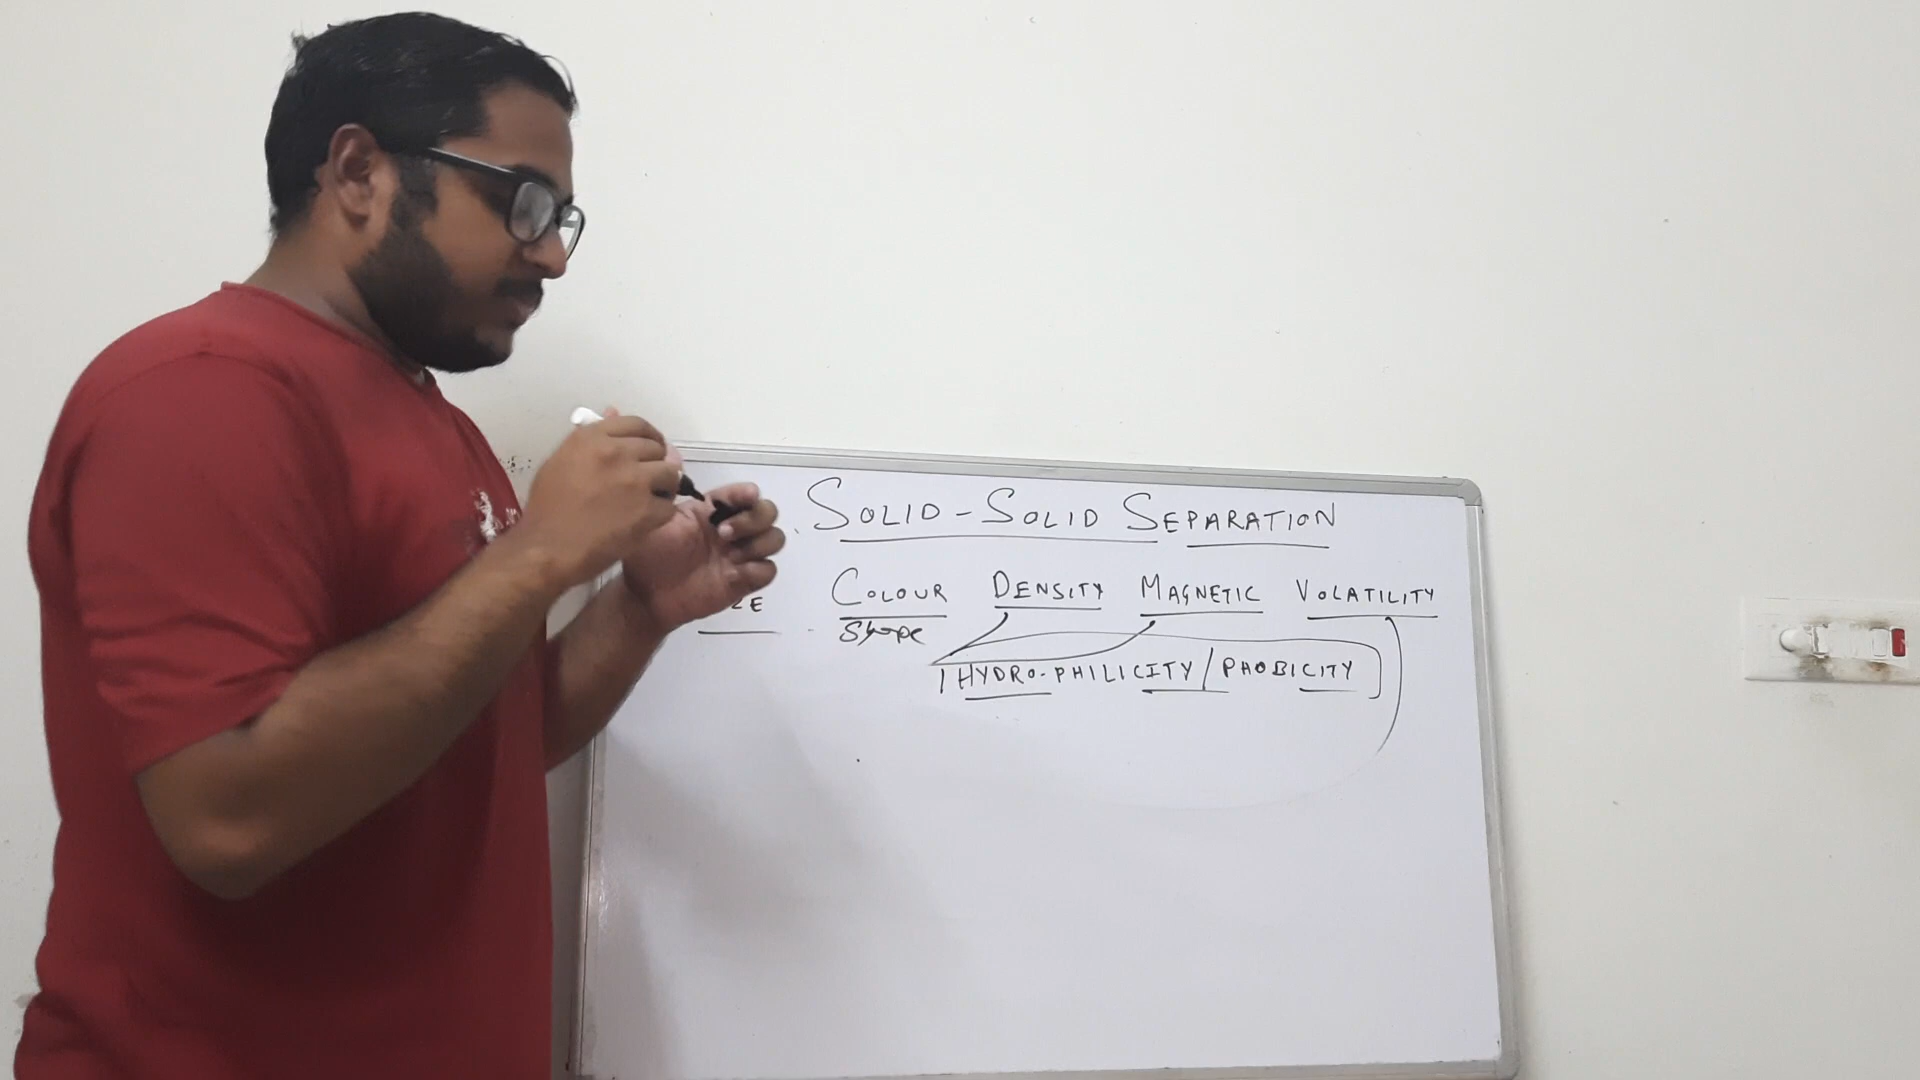 SOLID - SOLID SEPARATION
COLOUR DENSITY MAGNETIC VOLATILITY
Shape
HYDRO-PHILICITY/PHOBICITY